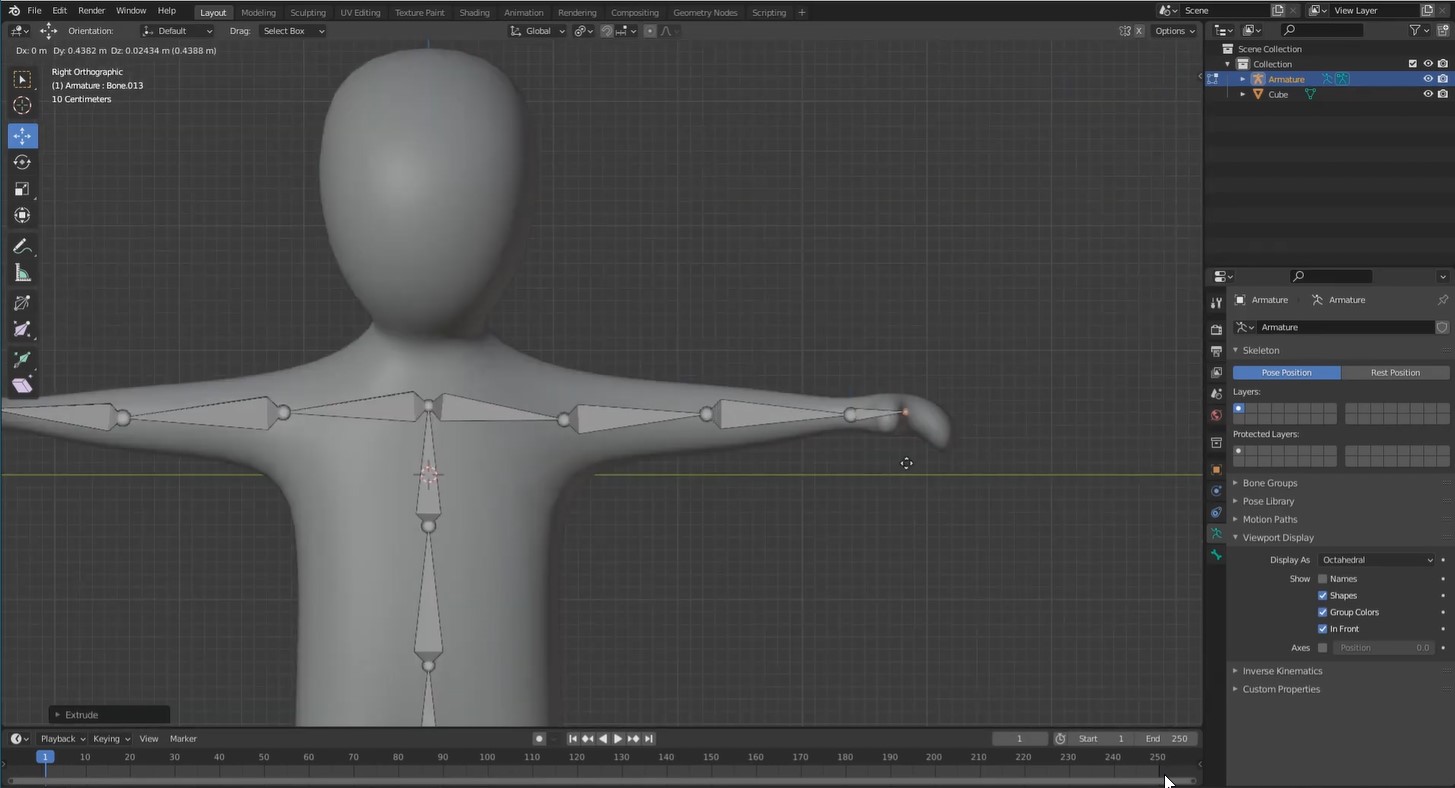 File Edit Render Window Help Layout Modeling Sculpting UV Editing Texture Paint Shading Animation Rendering Compositing Geometry Nodes Scripting + Scene View Layer
Orientation: Default Drag: Select Box Global X Options
Dx: 0 m Dy: 0.4382 m Dz: 0.02434 m (0.4388 m)
Right Orthographic
(1) Armature : Bone.013
10 Centimeters
Extrude
Scene Collection
Collection
Armature
Cube
Armature Armature
Armature
Skeleton
Pose Position Rest Position
Layers:
Protected Layers:
Bone Groups
Pose Library
Motion Paths
Viewport Display
Display As Octahedral
Show Names
Shapes
Group Colors
In Front
Axes Position 0.0
Inverse Kinematics
Custom Properties
Playback Keying View Marker 1 Start 1 End 250
1 10 20 30 40 50 60 70 80 90 100 110 120 130 140 150 160 170 180 190 200 210 220 230 240 250